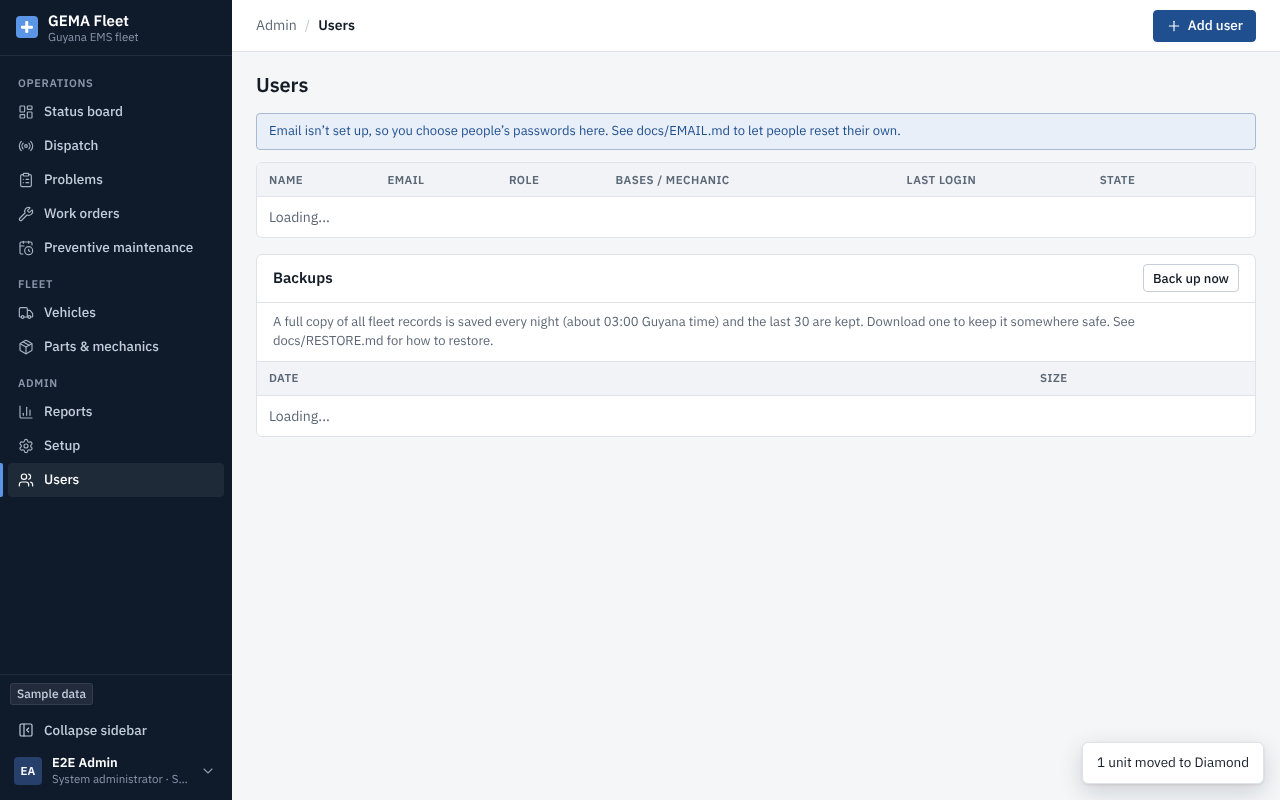 GEMA Fleet
Guyana EMS fleet
OPERATIONS
Status board
Dispatch
Problems
Work orders
Preventive maintenance
FLEET
Vehicles
Parts & mechanics
ADMIN
Reports
Setup
Users
Sample data
Collapse sidebar
EA
E2E Admin
System administrator · S...
Admin / Users
+ Add user
Users
Email isn’t set up, so you choose people’s passwords here. See docs/EMAIL.md to let people reset their own.
NAME EMAIL ROLE BASES / MECHANIC LAST LOGIN STATE
Loading...
Backups
Back up now
A full copy of all fleet records is saved every night (about 03:00 Guyana time) and the last 30 are kept. Download one to keep it somewhere safe. See
docs/RESTORE.md for how to restore.
DATE SIZE
Loading...
1 unit moved to Diamond